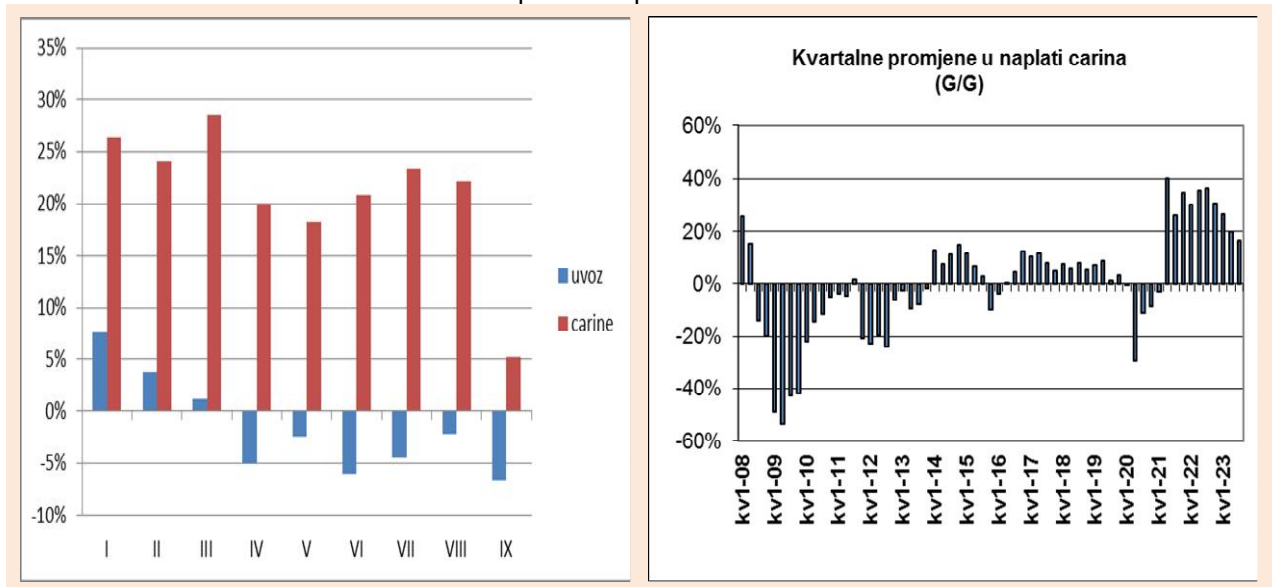 35%
30%
25%
20%
15%
10%
5%
0%
-5%
-10%
I II III IV V VI VII VIII IX
uvoz
carine
Kvartalne promjene u naplati carina
(G/G)
60%
40%
20%
0%
-20%
-40%
-60%
kv1-08
kv1-09
kv1-10
kv1-11
kv1-12
kv1-13
kv1-14
kv1-15
kv1-16
kv1-17
kv1-18
kv1-19
kv1-20
kv1-21
kv1-22
kv1-23